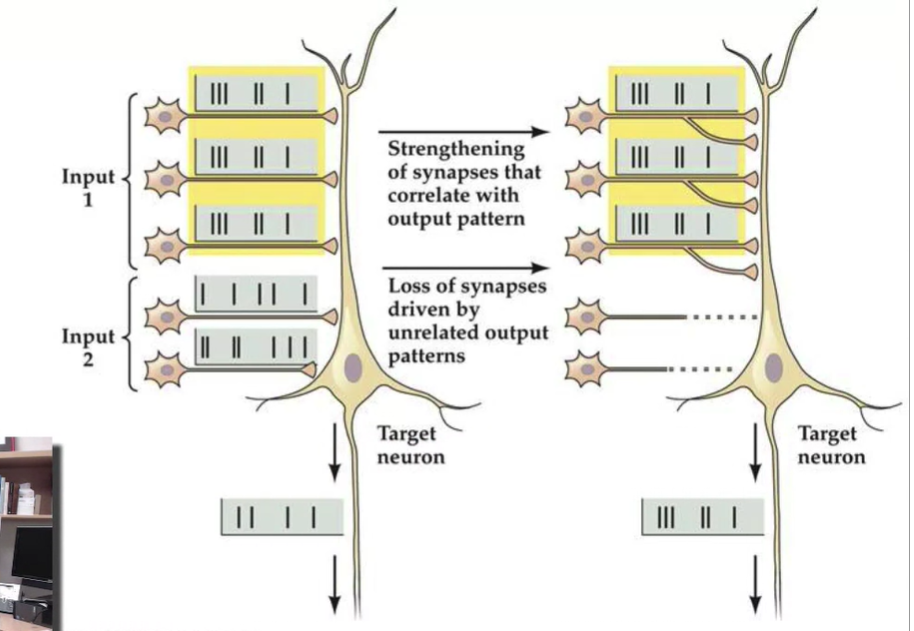 Input
1
Strengthening
of synapses that
correlate with
output pattern
Loss of synapses
driven by
unrelated output
patterns
Input
2
Target
neuron
Target
neuron